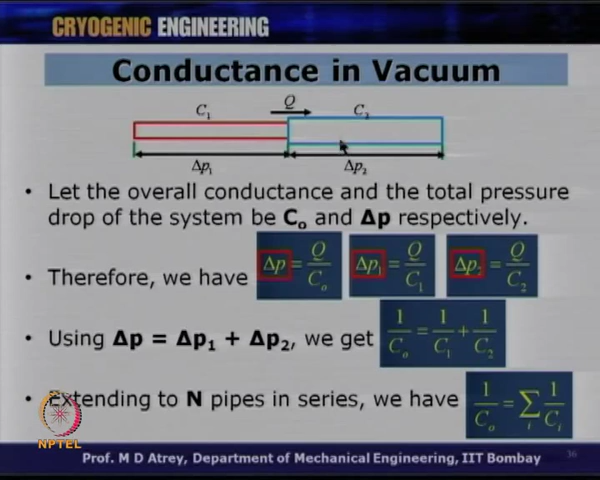 CRYOGENIC ENGINEERING
Conductance in Vacuum
C₁ Q C₂
Δp₁ Δp₂
• Let the overall conductance and the total pressure
drop of the system be Cₒ and Δp respectively.
• Therefore, we have Δp = Q/Cₒ Δp₁ = Q/C₁ Δp₂ = Q/C₂
• Using Δp = Δp₁ + Δp₂, we get 1/Cₒ = 1/C₁ + 1/C₂
• Extending to N pipes in series, we have 1/Cₒ = Σᵢ 1/Cᵢ
NPTEL
Prof. M D Atrey, Department of Mechanical Engineering, IIT Bombay
36